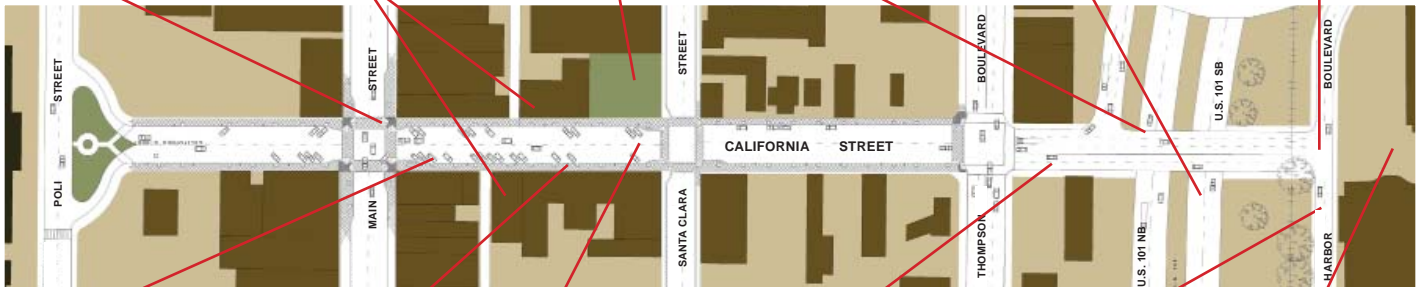 POLI STREET
MAIN STREET
SANTA CLARA STREET
CALIFORNIA STREET
THOMPSON BOULEVARD
U.S. 101 NB
U.S. 101 SB
HARBOR BOULEVARD